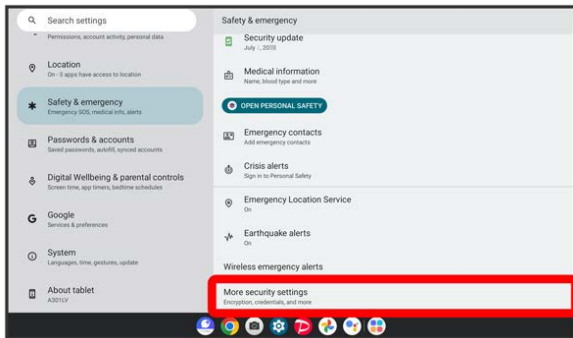 Search settings
Permissions, account activity, personal data
Location
On - 3 apps have access to location
Safety & emergency
Emergency SOS, medical info, alerts
Passwords & accounts
Saved passwords, autofill, synced accounts
Digital Wellbeing & parental controls
Screen time, app timers, bedtime schedules
Google
Services & preferences
System
Languages, time, gestures, update
About tablet
A301LV
Safety & emergency
Security update
July
Medical information
Name, blood type and more
OPEN PERSONAL SAFETY
Emergency contacts
Add emergency contacts
Crisis alerts
Sign in to Personal Safety
Emergency Location Service
On
Earthquake alerts
On
Wireless emergency alerts
More security settings
Encryption, credentials, and more